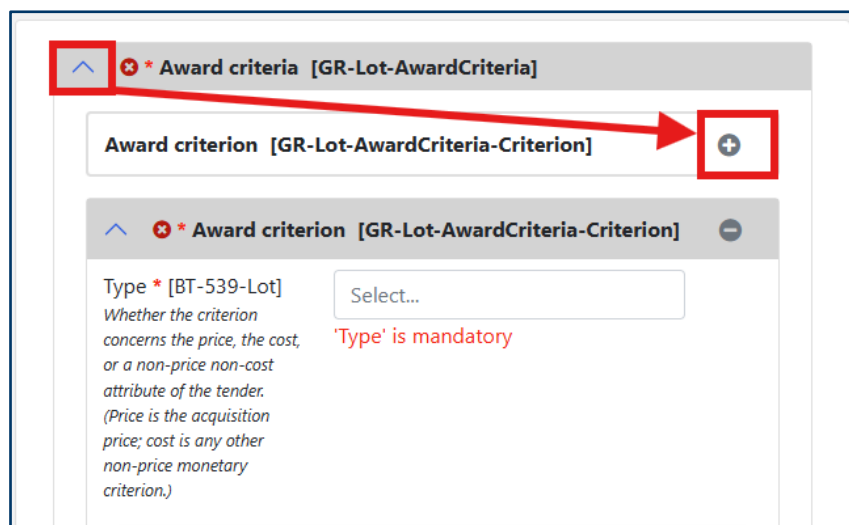 * Award criteria [GR-Lot-AwardCriteria]
Award criterion [GR-Lot-AwardCriteria-Criterion]
* Award criterion [GR-Lot-AwardCriteria-Criterion]
Type * [BT-539-Lot]
Select...
'Type' is mandatory
Whether the criterion
concerns the price, the cost,
or a non-price non-cost
attribute of the tender.
(Price is the acquisition
price; cost is any other
non-price monetary
criterion.)